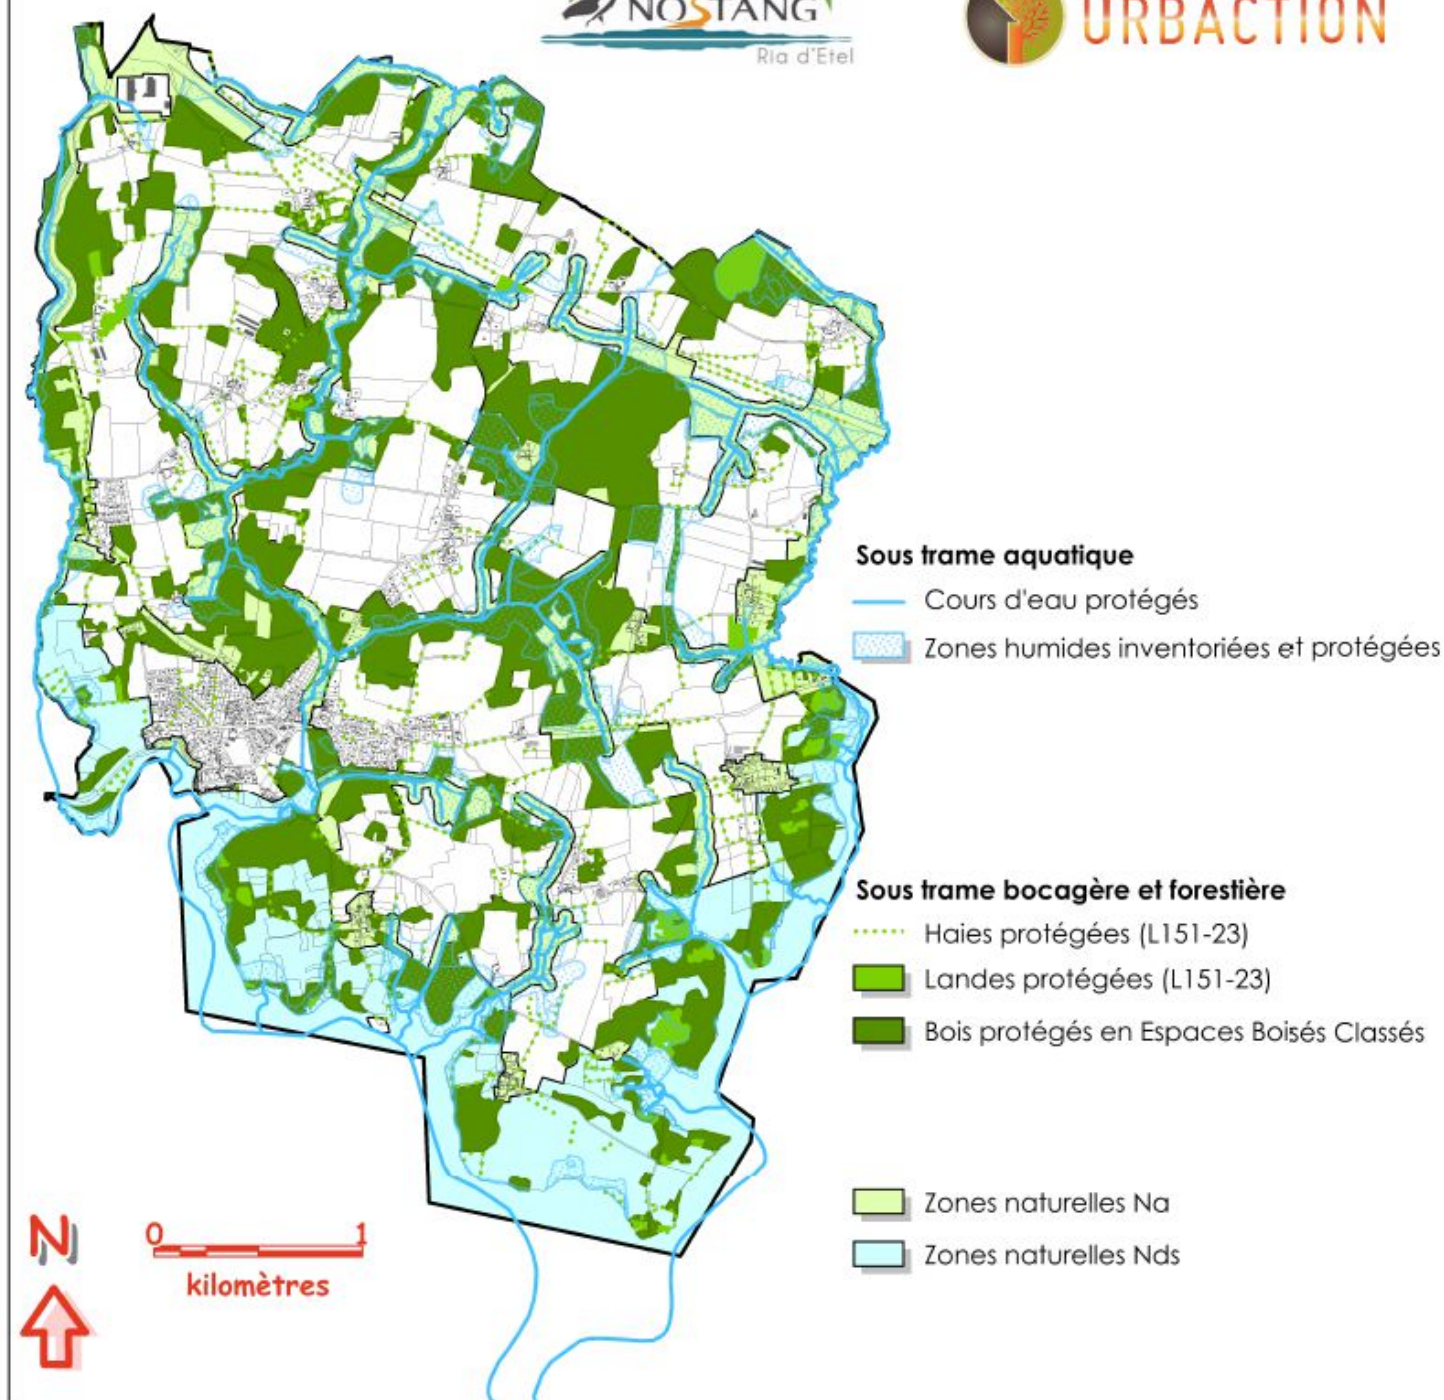 NOSTANG
Ria d'Etel
URBACTION
Sous trame aquatique
Cours d'eau protégés
Zones humides inventoriées et protégées
Sous trame bocagère et forestière
Haies protégées (L151-23)
Landes protégées (L151-23)
Bois protégés en Espaces Boisés Classés
Zones naturelles Na
Zones naturelles Nds
N
0 1
kilomètres